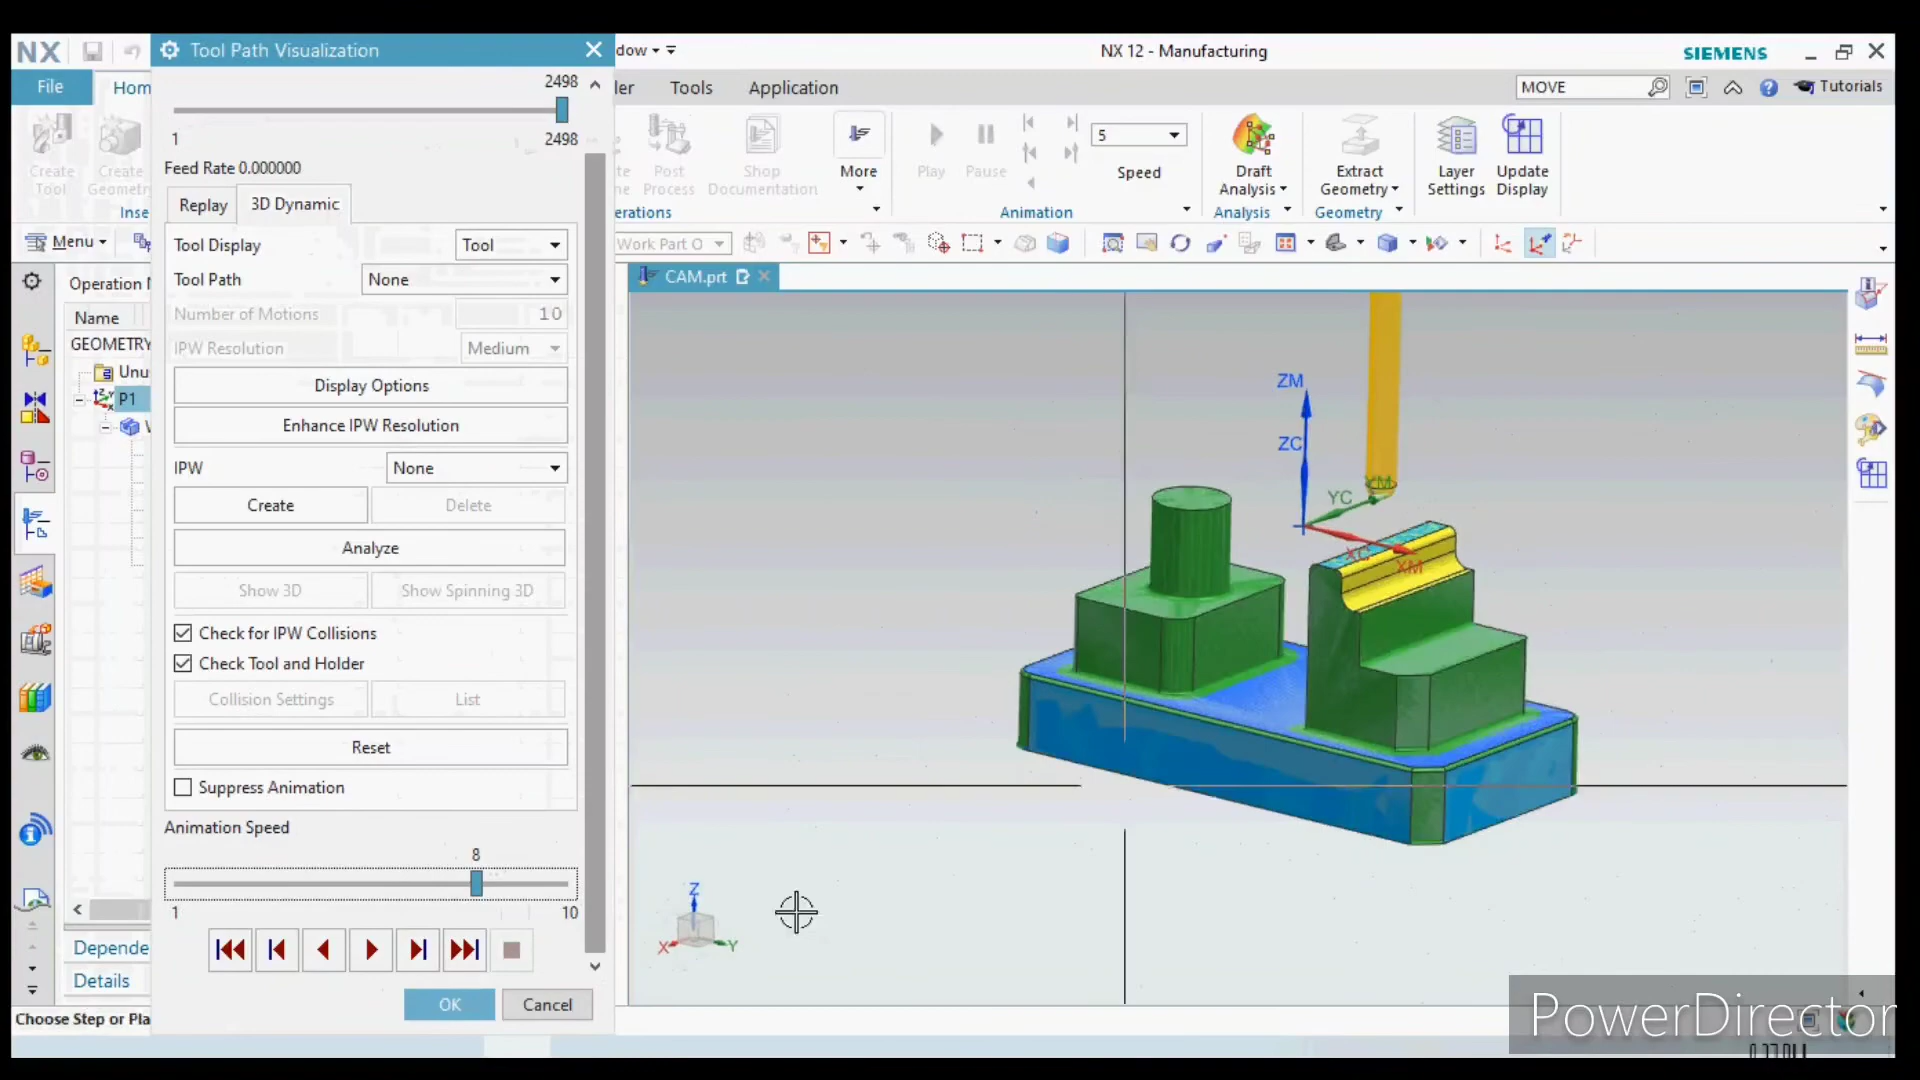 NX
Tool Path Visualization
dow
NX 12 - Manufacturing
SIEMENS
File
Hom
ler
Tools
Application
MOVE
Tutorials
2498
1
2498
Feed Rate 0.000000
Replay
3D Dynamic
Create
Tool
Create
Geometry
Post
Process
Shop
Documentation
More
Play
Pause
5
Speed
Draft
Analysis
Extract
Geometry
Layer
Settings
Update
Display
Inse
erations
Animation
Analysis
Geometry
Menu
Work Part O
Tool Display
Tool
Tool Path
None
Number of Motions
10
IPW Resolution
Medium
Display Options
Enhance IPW Resolution
IPW
None
Create
Delete
Analyze
Show 3D
Show Spinning 3D
Check for IPW Collisions
Check Tool and Holder
Collision Settings
List
Reset
Suppress Animation
Animation Speed
8
1
10
OK
Cancel
Operation
Name
GEOMETRY
Unu
P1
Depende
Details
Choose Step or Pla
CAM.prt
ZM
ZC
YM
YC
XC
XM
Z
X
Y
PowerDirector